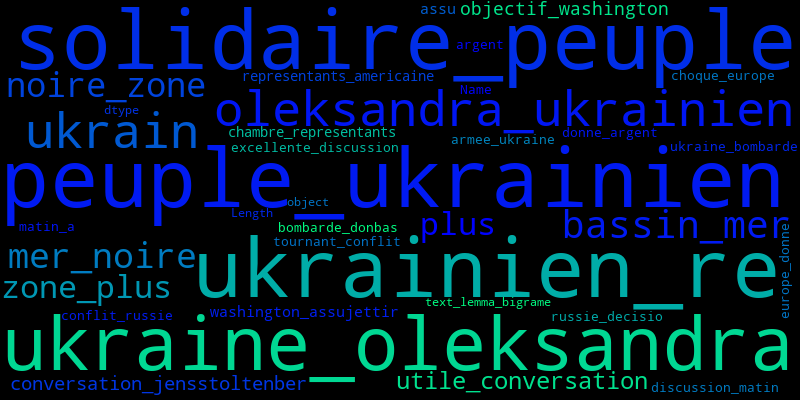 assu objectif_washington
solidaire_peuple
argent
representants_americaine choque_europe
noire_zone
Name
oleksandra_ukrainien
dtype
ukrain
chambre_representants
donne_argent
armee_ukraine
excellente_discussion
ukraine_bombarde
peuple_ukrainien
object
Length
matin_a
bombarde_donbas
plus
bassin_mer
tournant_conflit
europe_donne
mer_noire
ukrainien_re
zone_plus
text_lemma_bigrame
washington_assujettir
conflit_russie
russie_decisio
ukraine_oleksandra
conversation_jensstoltenber
utile_conversation
discussion_matin